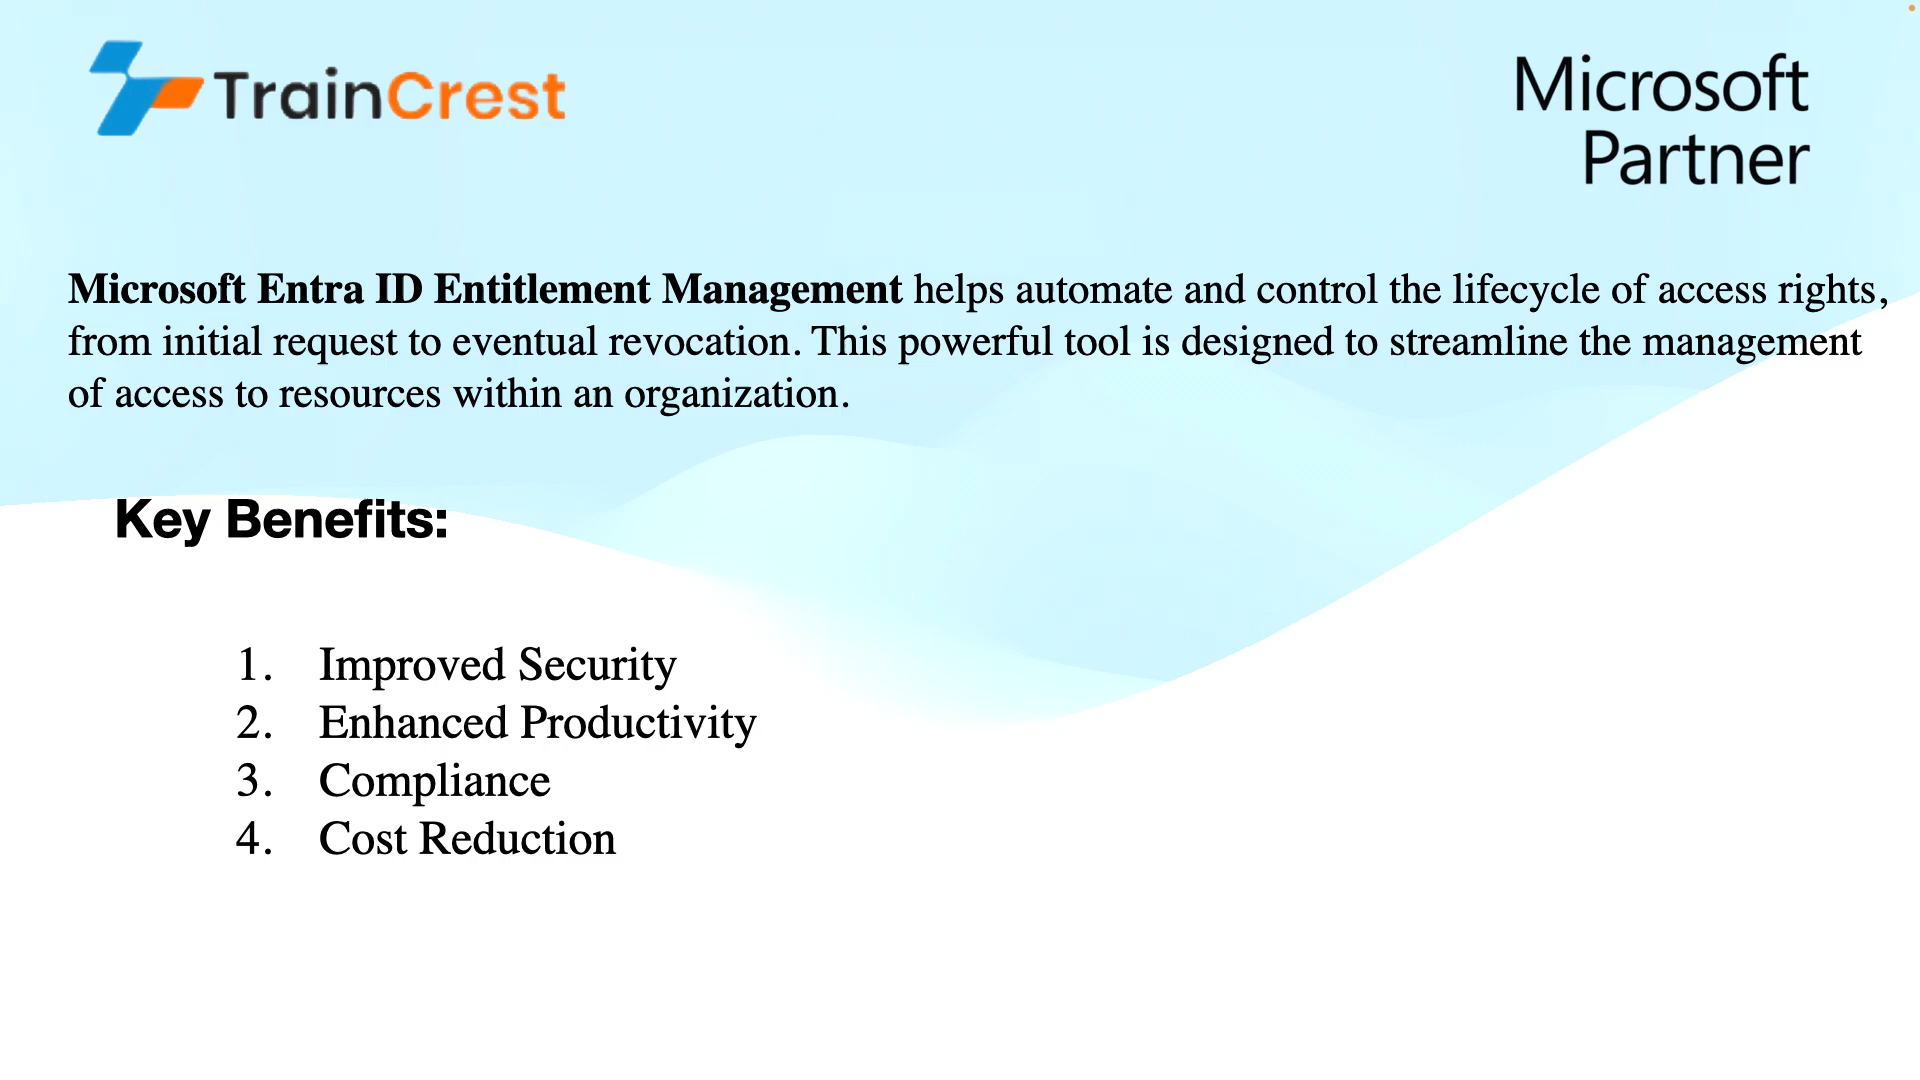 TrainCrest
Microsoft
Partner
Microsoft Entra ID Entitlement Management helps automate and control the lifecycle of access rights,
from initial request to eventual revocation. This powerful tool is designed to streamline the management
of access to resources within an organization.
Key Benefits:
1. Improved Security
2. Enhanced Productivity
3. Compliance
4. Cost Reduction